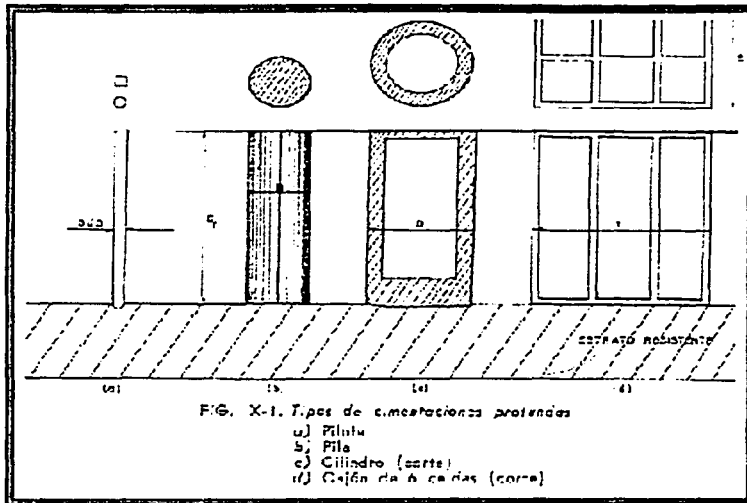 D
ESTRATO RESISTENTE
(a)
FIG. X-1. Tipos de cimentaciones profundas
a) Pilote
b) Pila
c) Cilindro (corte)
d) Cajón de 6 celdas (corte)